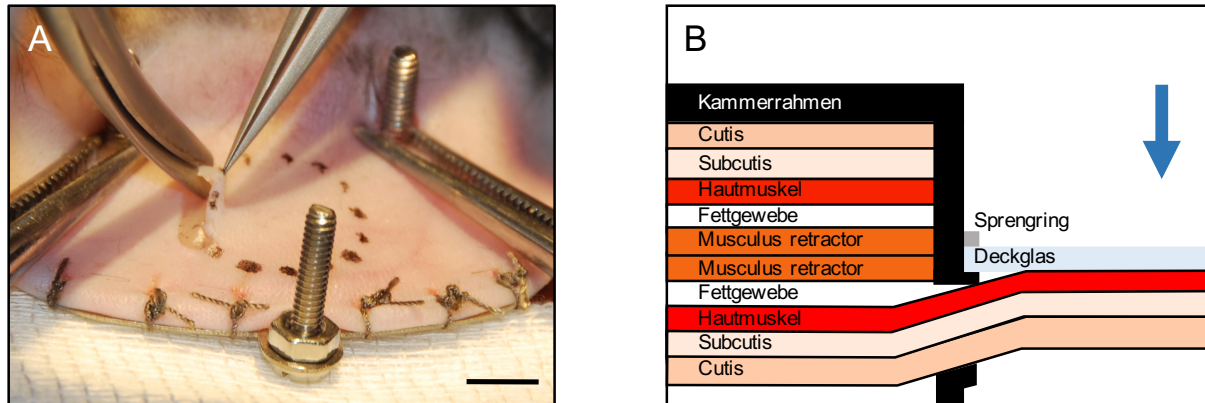 A
B
Kammerrahmen
Cutis
Subcutis
Hautmuskel
Fettgewebe
Musculus retractor
Musculus retractor
Fettgewebe
Hautmuskel
Subcutis
Cutis
Sprengring
Deckglas